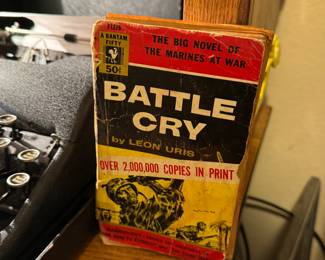 A BANTAM
FIFTY
50¢
THE BIG NOVEL OF
THE MARINES AT WAR
BATTLE
CRY
by LEON URIS
OVER 2,000,000 COPIES IN PRINT